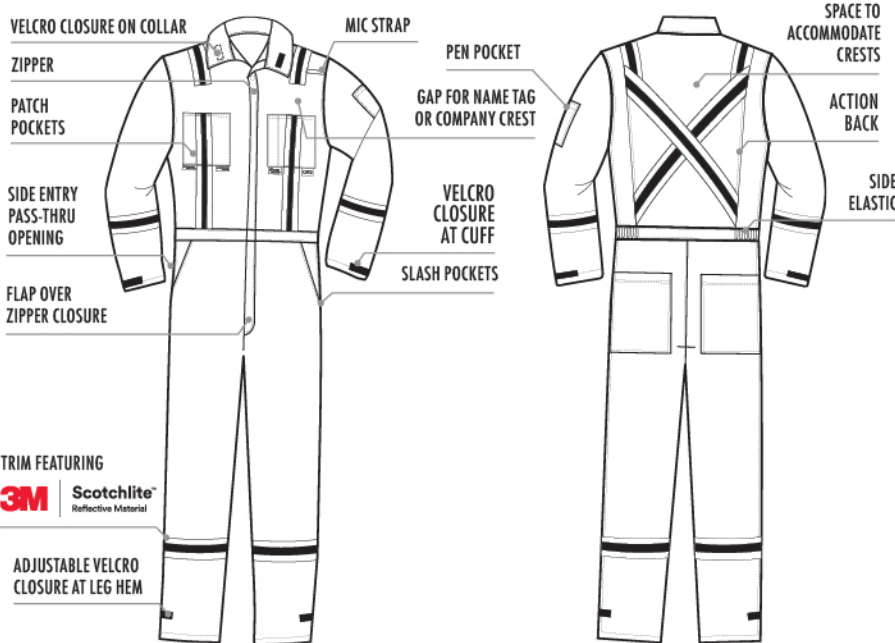 VELCRO CLOSURE ON COLLAR
ZIPPER
PATCH
POCKETS
SIDE ENTRY
PASS-THRU
OPENING
FLAP OVER
ZIPPER CLOSURE
TRIM FEATURING
3M
Scotchlite™
Reflective Material
ADJUSTABLE VELCRO
CLOSURE AT LEG HEM
MIC STRAP
GAP FOR NAME TAG
OR COMPANY CREST
VELCRO
CLOSURE
AT CUFF
SLASH POCKETS
PEN POCKET
SPACE TO
ACCOMMODATE
CRESTS
ACTION
BACK
SIDE
ELASTIC